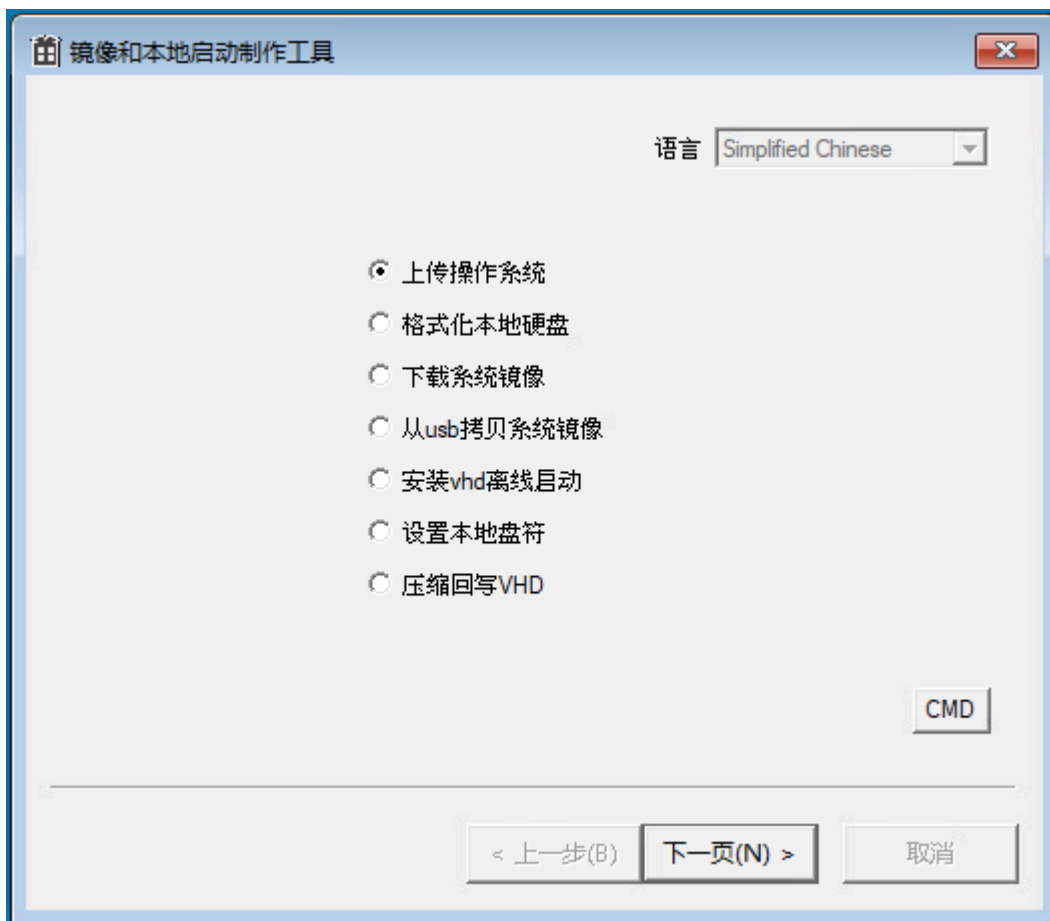 镜像和本地启动制作工具
语言 Simplified Chinese
上传操作系统
格式化本地硬盘
下载系统镜像
从usb拷贝系统镜像
安装vhd离线启动
设置本地盘符
压缩回写VHD
CMD
< 上一步(B) 下一页(N) > 取消